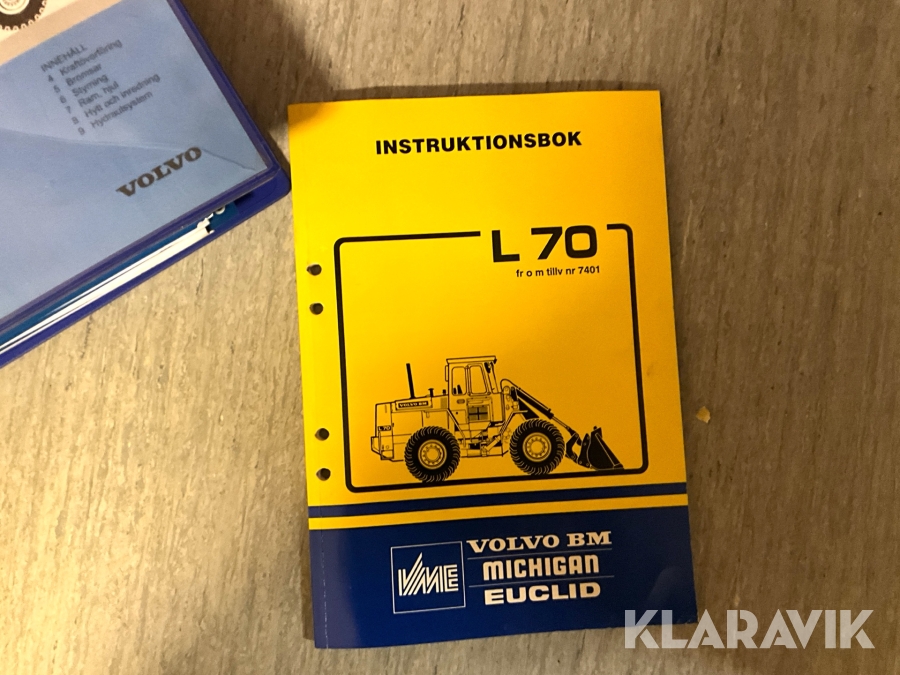 INNEHÅLL
4 Kraftöverföring
5 Bromsar
6 Styrning
7 Ram, hjul
8 Hytt och inredning
9 Hydraulsystem
VOLVO
INSTRUKTIONSBOK
L 70
fr o m tillv nr 7401
VOLVO BM
L 70
VME
VOLVO BM
MICHIGAN
EUCLID
KLARAVIK